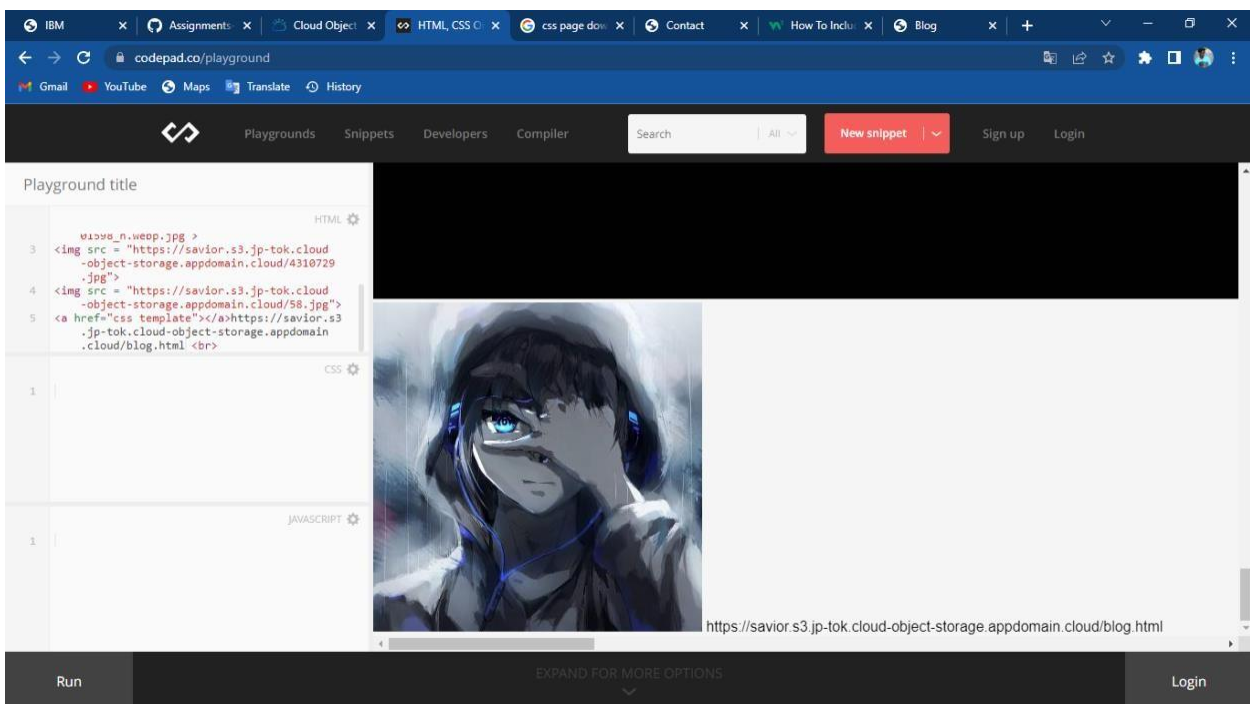 IBM
Assignments-
Cloud Object
HTML, CSS O
css page dow
Contact
How To Inclu
Blog
codepad.co/playground
Gmail
YouTube
Maps
Translate
History
Playgrounds
Snippets
Developers
Compiler
Search
All
New snippet
Sign up
Login
Playground title
HTML
01598_n.webp.jpg >
3 <img src = "https://savior.s3.jp-tok.cloud
-object-storage.appdomain.cloud/4310729
.jpg">
4 <img src = "https://savior.s3.jp-tok.cloud
-object-storage.appdomain.cloud/58.jpg">
5 <a href="css template"></a>https://savior.s3
.jp-tok.cloud-object-storage.appdomain
.cloud/blog.html <br>
CSS
1
JAVASCRIPT
1
https://savior.s3.jp-tok.cloud-object-storage.appdomain.cloud/blog.html
Run
EXPAND FOR MORE OPTIONS
Login